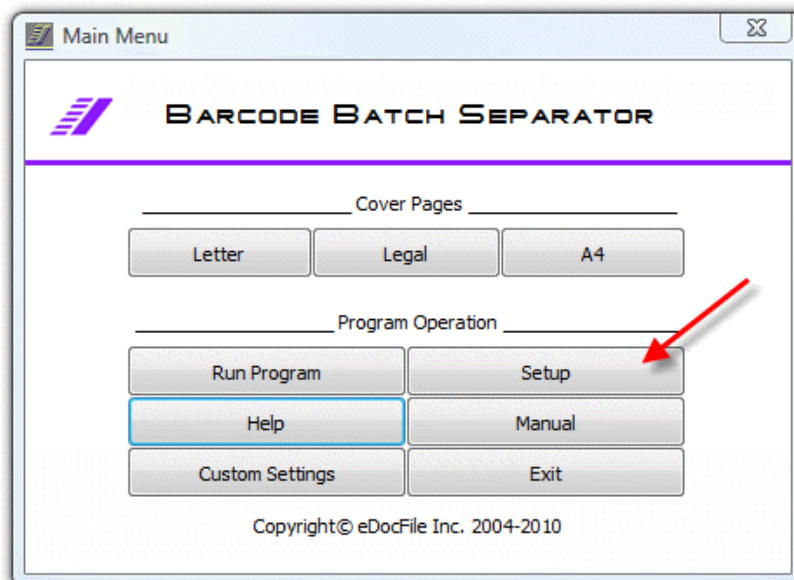 Main Menu
BARCODE BATCH SEPARATOR
Cover Pages
Letter Legal A4
Program Operation
Run Program Setup
Help Manual
Custom Settings Exit
Copyright© eDocFile Inc. 2004-2010